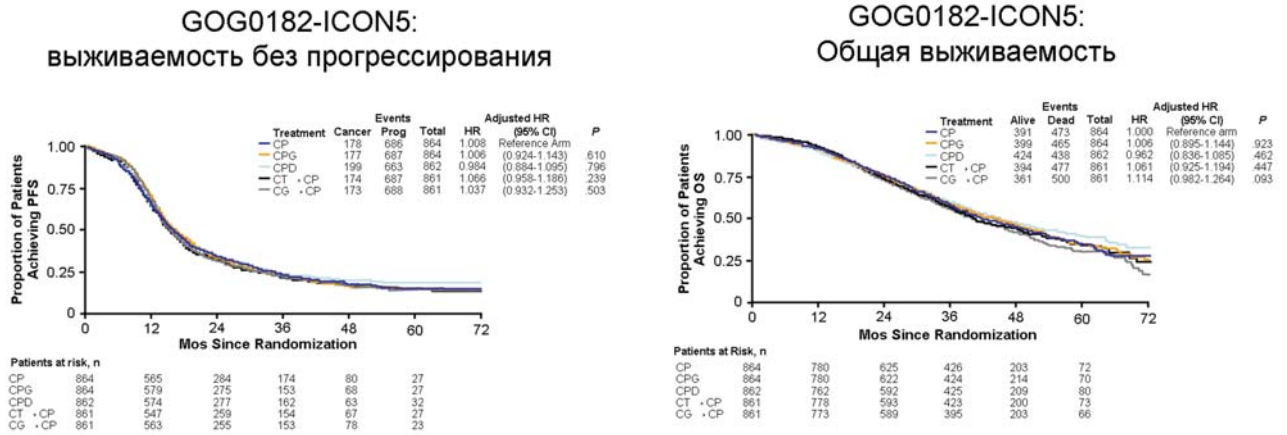 GOG0182-ICON5:
выживаемость без прогрессирования
Events Adjusted HR
Treatment Cancer Prog Total HR (95% CI) P
CP 178 686 864 1.008 Reference Arm
CPG 177 687 864 1.006 (0.924-1.143) .610
CPD 199 663 862 0.984 (0.884-1.095) .796
CT CP 174 687 861 1.066 (0.958-1.186) .239
CG CP 173 688 861 1.037 (0.932-1.253) .503
Proportion of Patients
Achieving PFS
1.00
0.75
0.50
0.25
0
0 12 24 36 48 60 72
Mos Since Randomization
Patients at risk, n
CP 864 565 284 174 80 27
CPG 864 579 275 153 68 27
CPD 862 574 277 162 63 32
CT CP 861 547 259 154 67 27
CG CP 861 563 255 153 78 23
GOG0182-ICON5:
Общая выживаемость
Events Adjusted HR
Treatment Alive Dead Total HR (95% CI) P
CP 391 473 864 1.000 Reference arm
CPG 399 465 864 1.006 (0.895-1.144) .923
CPD 424 438 862 0.962 (0.836-1.085) .462
CT CP 394 477 861 1.061 (0.925-1.194) .447
CG CP 361 500 861 1.114 (0.982-1.264) .093
Proportion of Patients
Achieving OS
1.00
0.75
0.50
0.25
0
0 12 24 36 48 60 72
Mos Since Randomization
Patients at Risk, n
CP 864 780 625 426 203 72
CPG 864 780 622 424 214 70
CPD 862 762 592 425 209 80
CT CP 861 778 593 423 200 73
CG CP 861 773 589 395 203 66